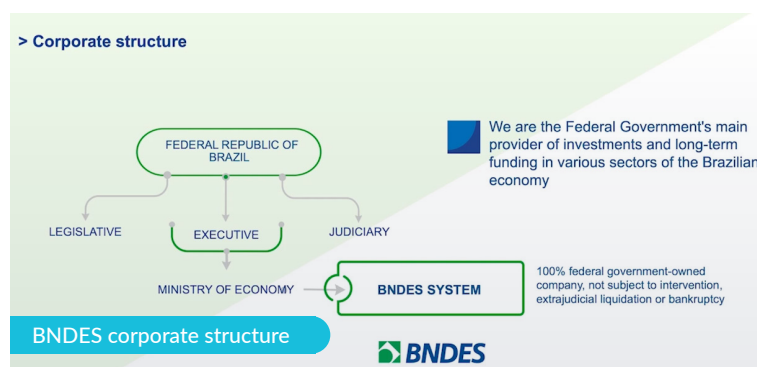 > Corporate structure
We are the Federal Government's main
provider of investments and long-term
funding in various sectors of the Brazilian
economy
FEDERAL REPUBLIC OF
BRAZIL
LEGISLATIVE
EXECUTIVE
JUDICIARY
MINISTRY OF ECONOMY
BNDES SYSTEM
100% federal government-owned
company, not subject to intervention,
extrajudicial liquidation or bankruptcy
BNDES corporate structure
BNDES